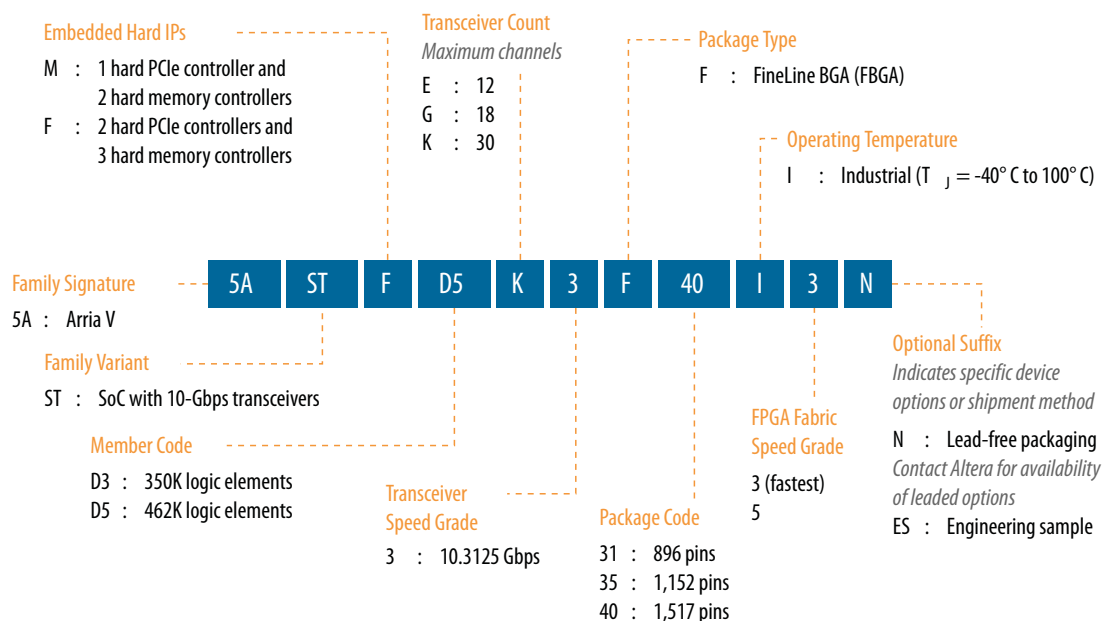 Embedded Hard IPs
M : 1 hard PCIe controller and
2 hard memory controllers
F : 2 hard PCIe controllers and
3 hard memory controllers
Transceiver Count
Maximum channels
E : 12
G : 18
K : 30
Package Type
F : FineLine BGA (FBGA)
Operating Temperature
I : Industrial (T J = -40° C to 100° C)
Family Signature
5A : Arria V
5A ST F D5 K 3 F 40 I 3 N
Family Variant
ST : SoC with 10-Gbps transceivers
Member Code
D3 : 350K logic elements
D5 : 462K logic elements
Transceiver
Speed Grade
3 : 10.3125 Gbps
Package Code
31 : 896 pins
35 : 1,152 pins
40 : 1,517 pins
FPGA Fabric
Speed Grade
3 (fastest)
5
Optional Suffix
Indicates specific device
options or shipment method
N : Lead-free packaging
Contact Altera for availability
of leaded options
ES : Engineering sample